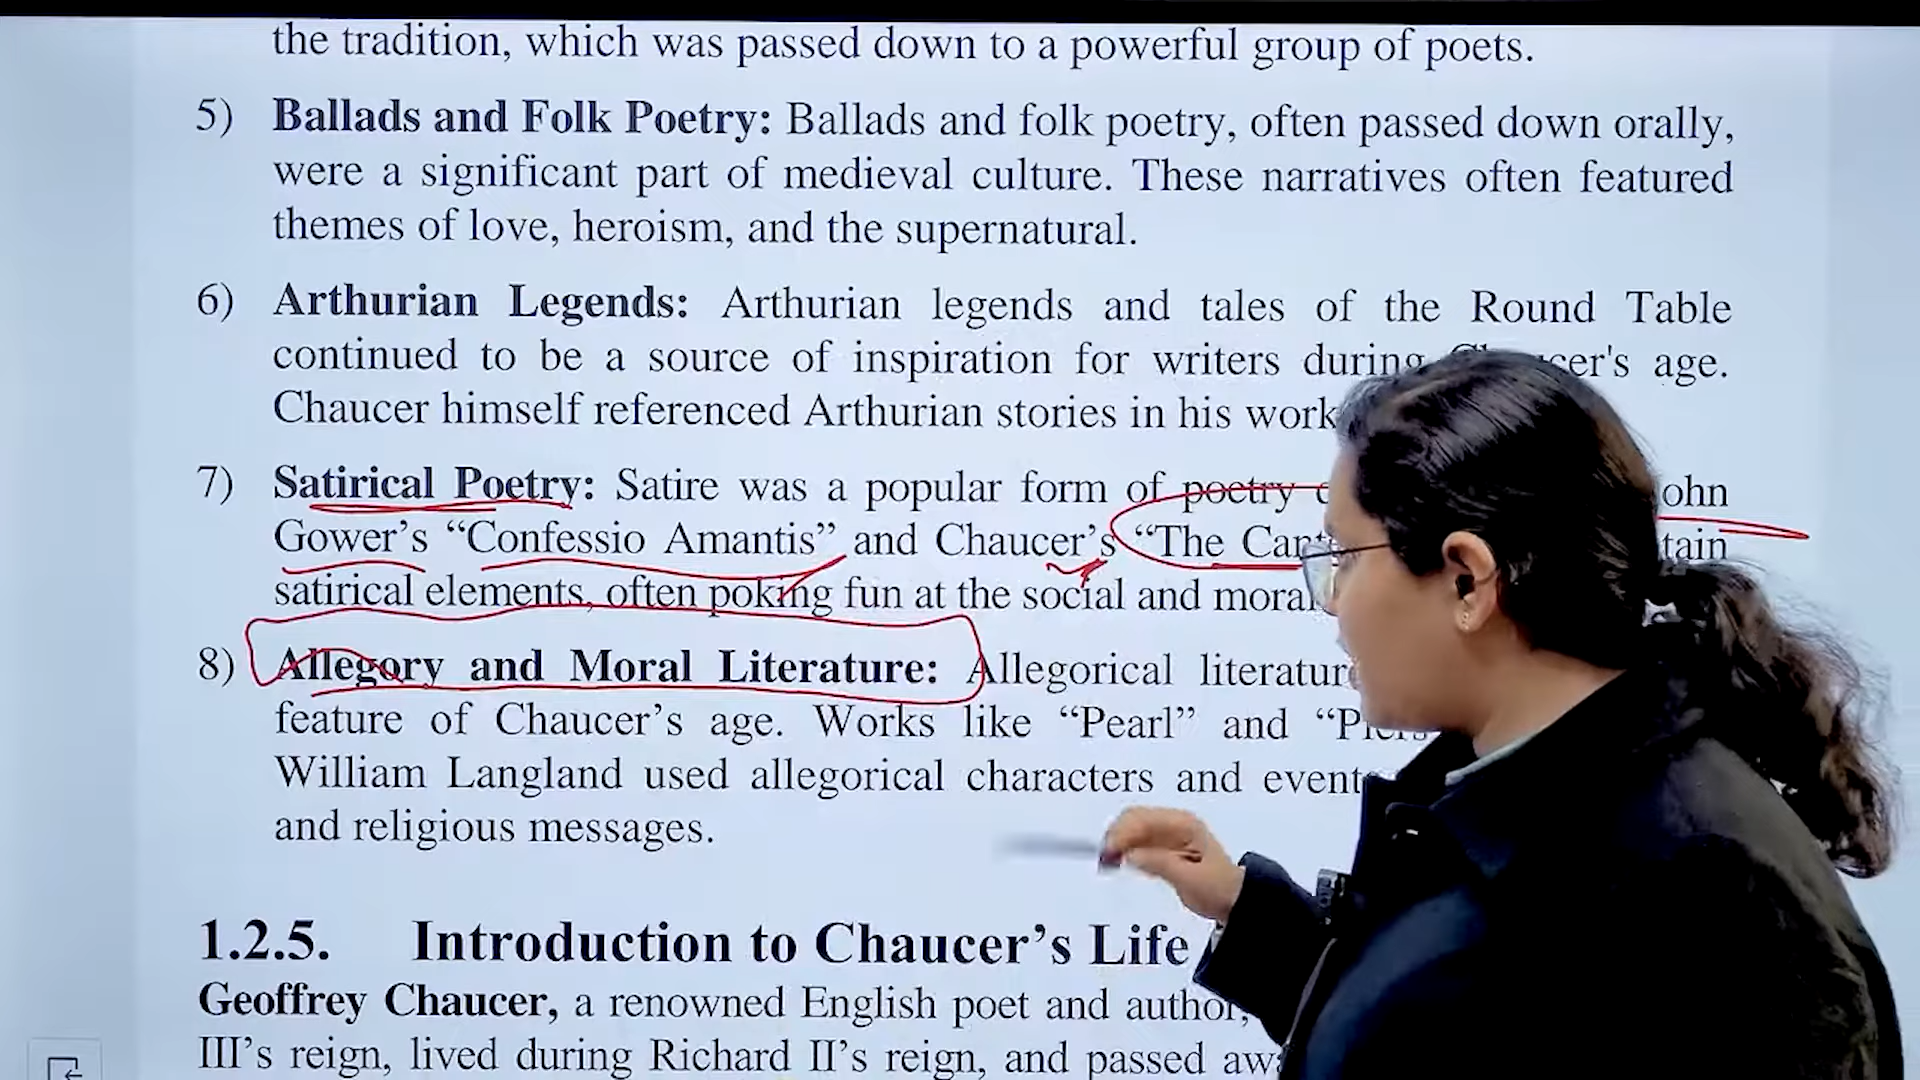 the tradition, which was passed down to a powerful group of poets.
5) Ballads and Folk Poetry: Ballads and folk poetry, often passed down orally,
were a significant part of medieval culture. These narratives often featured
themes of love, heroism, and the supernatural.
6) Arthurian Legends: Arthurian legends and tales of the Round Table
continued to be a source of inspiration for writers during cer's age.
Chaucer himself referenced Arthurian stories in his work
7) Satirical Poetry: Satire was a popular form of poetry ohn
Gower's “Confessio Amantis” and Chaucer's “The Cant tain
satirical elements, often poking fun at the social and moral
8) Allegory and Moral Literature: Allegorical literature
feature of Chaucer's age. Works like “Pearl” and “Piers
William Langland used allegorical characters and events
and religious messages.
1.2.5. Introduction to Chaucer's Life
Geoffrey Chaucer, a renowned English poet and author,
III's reign, lived during Richard II's reign, and passed awa